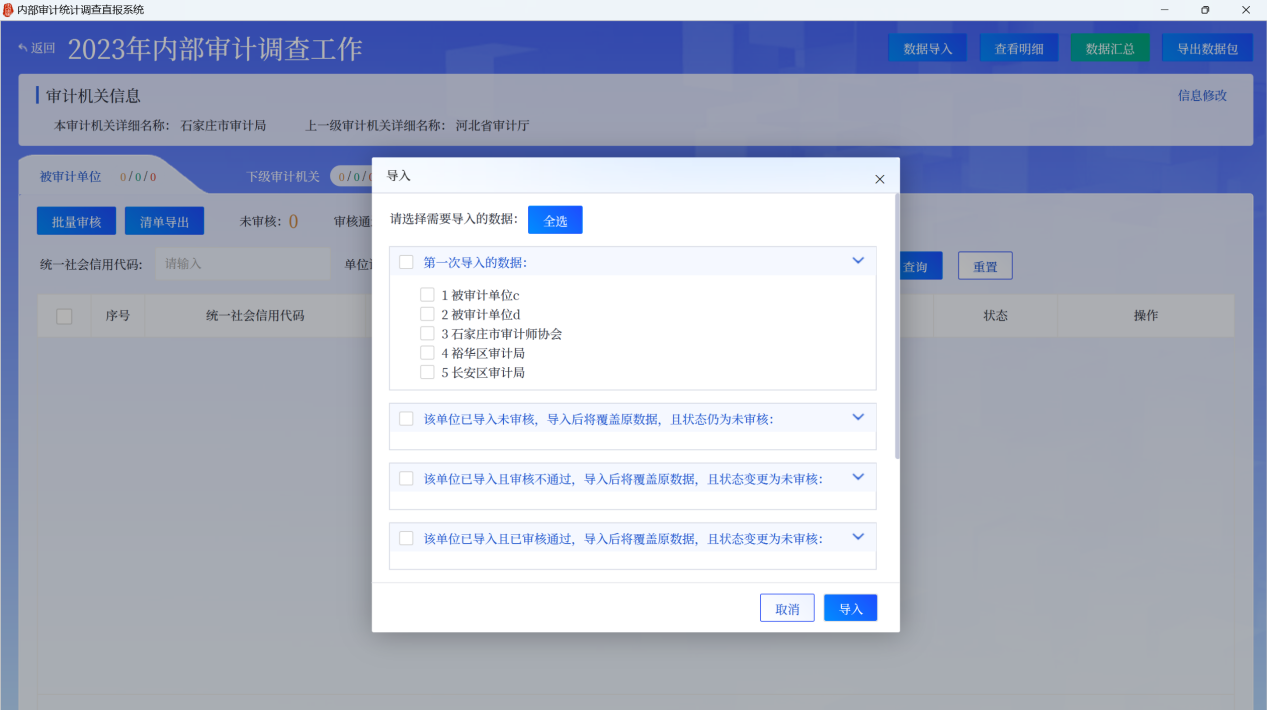 内部审计统计调查直报系统
返回 2023年内部审计调查工作 数据导入 查看明细 数据汇总 导出数据包
审计机关信息 信息修改
本审计机关详细名称： 石家庄市审计局 上一级审计机关详细名称： 河北省审计厅
被审计单位 0/0/0 下级审计机关 0/0/
导入
批量审核 清单导出 未审核：0 审核通
请选择需要导入的数据： 全选
统一社会信用代码： 请输入 单位 查询 重置
第一次导入的数据：
1 被审计单位c
2 被审计单位d
3 石家庄市审计师协会
4 裕华区审计局
5 长安区审计局
序号 统一社会信用代码 状态 操作
该单位已导入未审核，导入后将覆盖原数据，且状态仍为未审核：
该单位已导入且审核不通过，导入后将覆盖原数据，且状态变更为未审核：
该单位已导入且已审核通过，导入后将覆盖原数据，且状态变更为未审核：
取消 导入